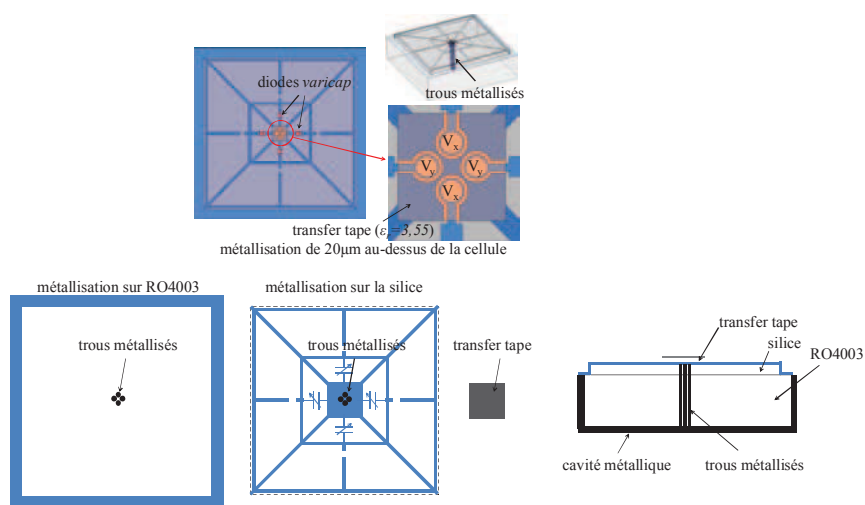 diodes varicap
trous métallisés
Vx
Vy
Vy
Vx
transfer tape (εr=3,55)
métallisation de 20µm au-dessus de la cellule
métallisation sur RO4003
métallisation sur la silice
trous métallisés
trous métallisés
transfer tape
transfer tape
silice
RO4003
cavité métallique
trous métallisés